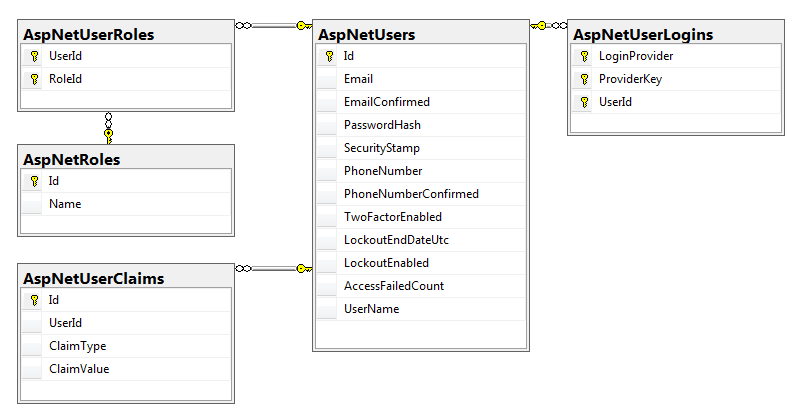 AspNetUserRoles
UserId
RoleId
AspNetRoles
Id
Name
AspNetUserClaims
Id
UserId
ClaimType
ClaimValue
AspNetUsers
Id
Email
EmailConfirmed
PasswordHash
SecurityStamp
PhoneNumber
PhoneNumberConfirmed
TwoFactorEnabled
LockoutEndDateUtc
LockoutEnabled
AccessFailedCount
UserName
AspNetUserLogins
LoginProvider
ProviderKey
UserId